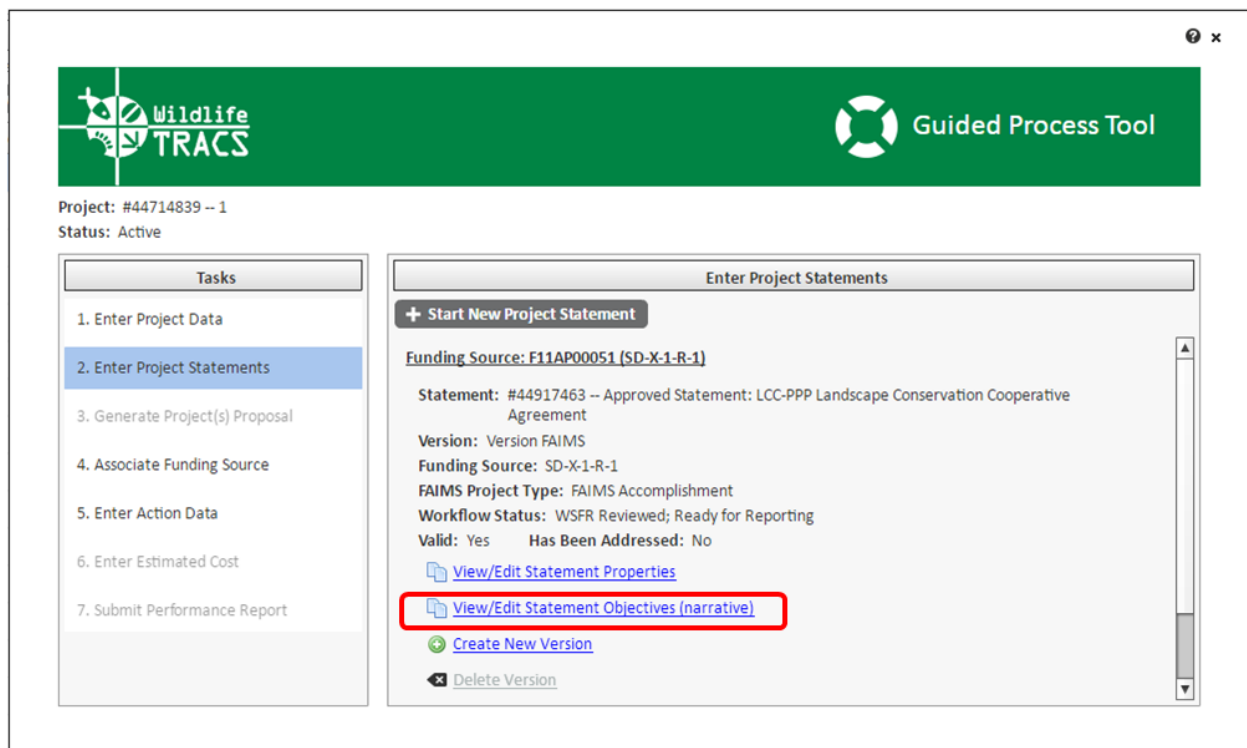 Wildlife
TRACS
Guided Process Tool
Project: #44714839 -- 1
Status: Active
Tasks
1. Enter Project Data
2. Enter Project Statements
3. Generate Project(s) Proposal
4. Associate Funding Source
5. Enter Action Data
6. Enter Estimated Cost
7. Submit Performance Report
Enter Project Statements
+ Start New Project Statement
Funding Source: F11AP00051 (SD-X-1-R-1)
Statement: #44917463 -- Approved Statement: LCC-PPP Landscape Conservation Cooperative
Agreement
Version: Version FAIMS
Funding Source: SD-X-1-R-1
FAIMS Project Type: FAIMS Accomplishment
Workflow Status: WSFR Reviewed; Ready for Reporting
Valid: Yes Has Been Addressed: No
View/Edit Statement Properties
View/Edit Statement Objectives (narrative)
Create New Version
Delete Version